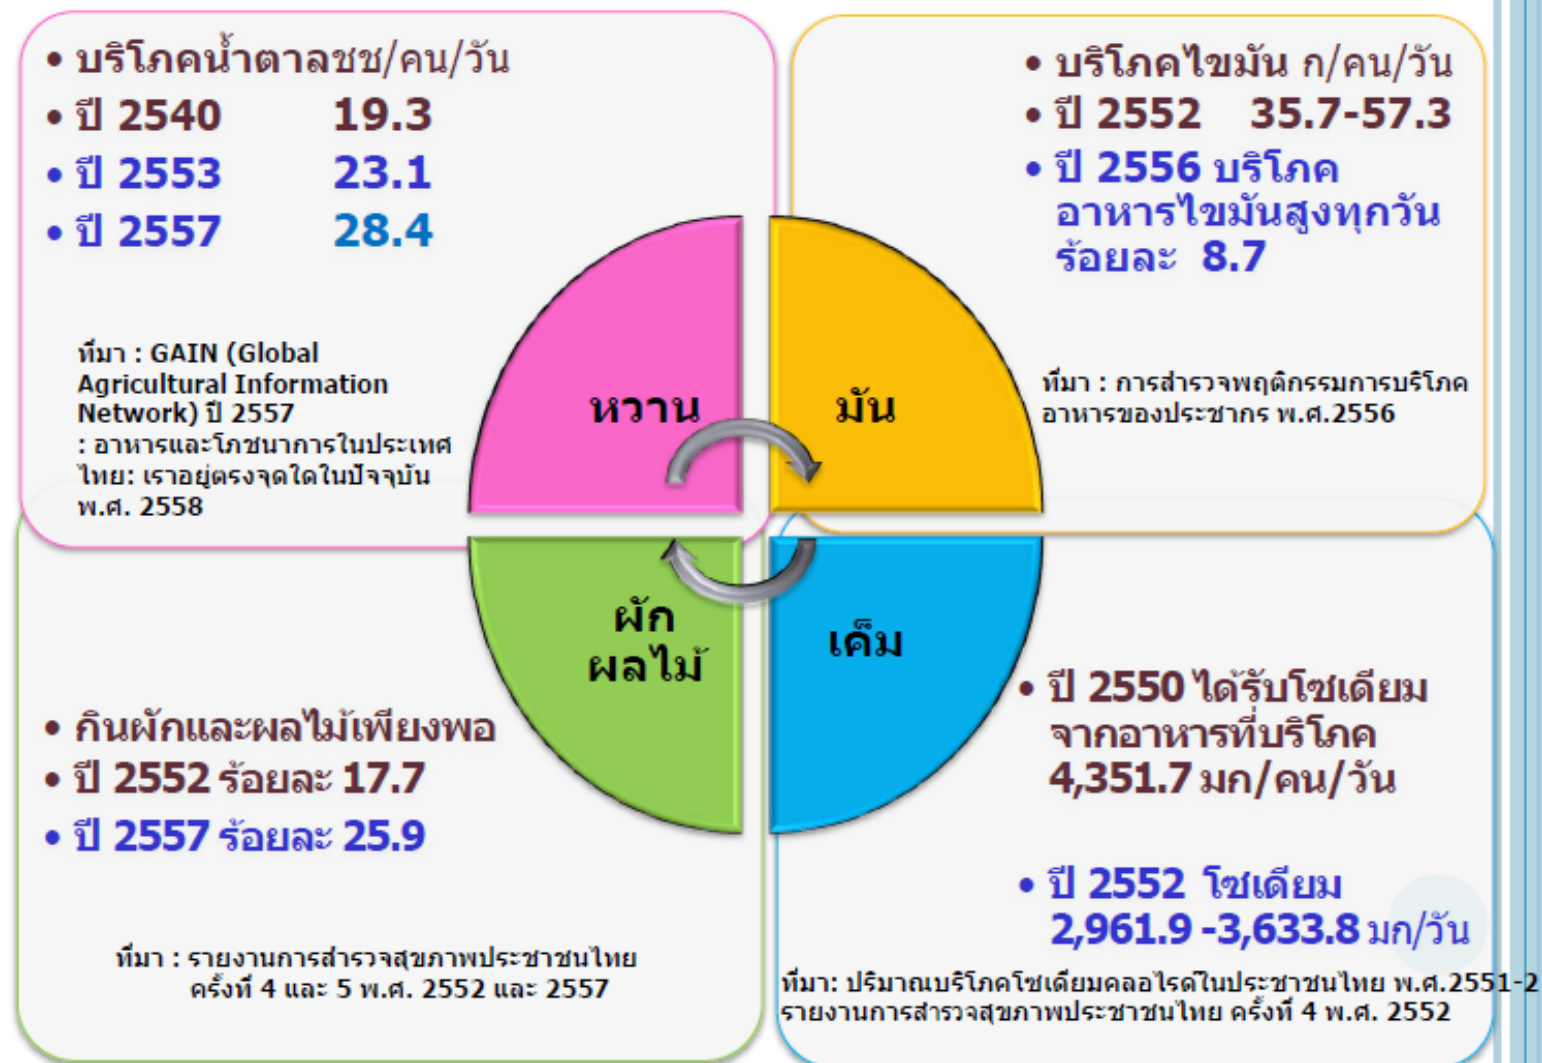 • บริโภคน้ำตาลชช/คน/วัน
• ปี 2540 19.3
• ปี 2553 23.1
• ปี 2557 28.4
ที่มา : GAIN (Global
Agricultural Information
Network) ปี 2557
: อาหารและโภชนาการในประเทศ
ไทย: เราอยู่ตรงจุดใดในปัจจุบัน
พ.ศ. 2558
• บริโภคไขมัน ก/คน/วัน
• ปี 2552 35.7-57.3
• ปี 2556 บริโภค
อาหารไขมันสูงทุกวัน
ร้อยละ 8.7
ที่มา : การสำรวจพฤติกรรมการบริโภค
อาหารของประชากร พ.ศ.2556
หวาน
มัน
ผัก
ผลไม้
เค็ม
• กินผักและผลไม้เพียงพอ
• ปี 2552 ร้อยละ 17.7
• ปี 2557 ร้อยละ 25.9
ที่มา : รายงานการสำรวจสุขภาพประชาชนไทย
ครั้งที่ 4 และ 5 พ.ศ. 2552 และ 2557
• ปี 2550 ได้รับโซเดียม
จากอาหารที่บริโภค
4,351.7 มก/คน/วัน
• ปี 2552 โซเดียม
2,961.9 -3,633.8 มก/วัน
ที่มา: ปริมาณบริโภคโซเดียมคลอไรด์ในประชาชนไทย พ.ศ.2551-2
รายงานการสำรวจสุขภาพประชาชนไทย ครั้งที่ 4 พ.ศ. 2552